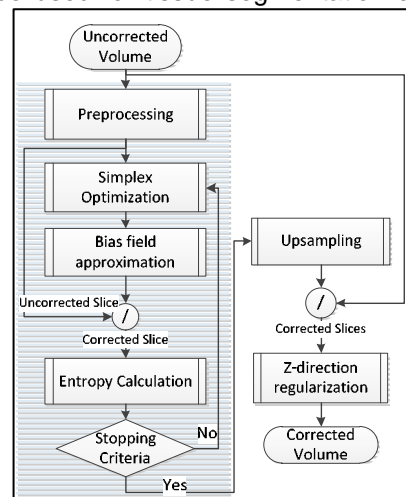 Uncorrected
Volume
Preprocessing
Simplex
Optimization
Bias field
approximation
Uncorrected Slice
/
Corrected Slice
Entropy Calculation
Stopping
Criteria
No
Yes
Upsampling
/
Corrected Slices
Z-direction
regularization
Corrected
Volume